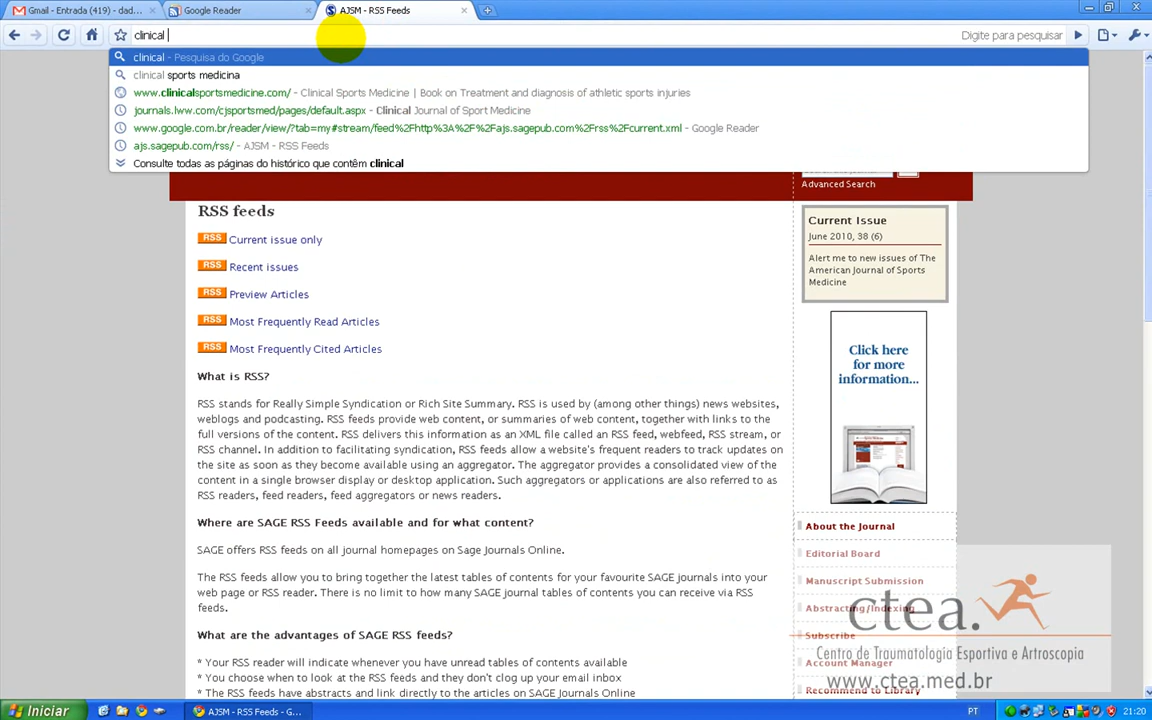 Gmail - Entrada (419) - dad...
Google Reader
AJSM - RSS Feeds
clinical
Digite para pesquisar
clinical - Pesquisa do Google
clinical sports medicina
www.clinicalsportsmedicine.com/ - Clinical Sports Medicine | Book on Treatment and diagnosis of athletic sports injuries
journals.lww.com/cjsportsmed/pages/default.aspx - Clinical Journal of Sport Medicine
www.google.com.br/reader/view/?tab=my#stream/feed%2Fhttp%3A%2F%2Fajs.sagepub.com%2Frss%2Fcurrent.xml - Google Reader
ajs.sagepub.com/rss/ - AJSM - RSS Feeds
Consulte todas as páginas do histórico que contêm clinical
Advanced Search
RSS feeds
RSS Current issue only
RSS Recent issues
RSS Preview Articles
RSS Most Frequently Read Articles
RSS Most Frequently Cited Articles
What is RSS?
RSS stands for Really Simple Syndication or Rich Site Summary. RSS is used by (among other things) news websites,
weblogs and podcasting. RSS feeds provide web content, or summaries of web content, together with links to the
full versions of the content. RSS delivers this information as an XML file called an RSS feed, webfeed, RSS stream, or
RSS channel. In addition to facilitating syndication, RSS feeds allow a website's frequent readers to track updates on
the site as soon as they become available using an aggregator. The aggregator provides a consolidated view of the
content in a single browser display or desktop application. Such aggregators or applications are also referred to as
RSS readers, feed readers, feed aggregators or news readers.
Where are SAGE RSS Feeds available and for what content?
SAGE offers RSS feeds on all journal homepages on Sage Journals Online.
The RSS feeds allow you to bring together the latest tables of contents for your favourite SAGE journals into your
web page or RSS reader. There is no limit to how many SAGE journal tables of contents you can receive via RSS
feeds.
What are the advantages of SAGE RSS feeds?
* Your RSS reader will indicate whenever you have unread tables of contents available
* You choose when to look at the RSS feeds and they don't clog up your email inbox
* The RSS feeds have abstracts and link directly to the articles on SAGE Journals Online
Current Issue
June 2010, 38 (6)
Alert me to new issues of The
American Journal of Sports
Medicine
Click here
for more
information...
About the Journal
Editorial Board
Manuscript Submission
Abstracting/Indexing
Subscribe
Account Manager
Recommend to Library
ctea.
Centro de Traumatologia Esportiva e Artroscopia
www.ctea.med.br
Iniciar
AJSM - RSS Feeds - G...
PT
21:20